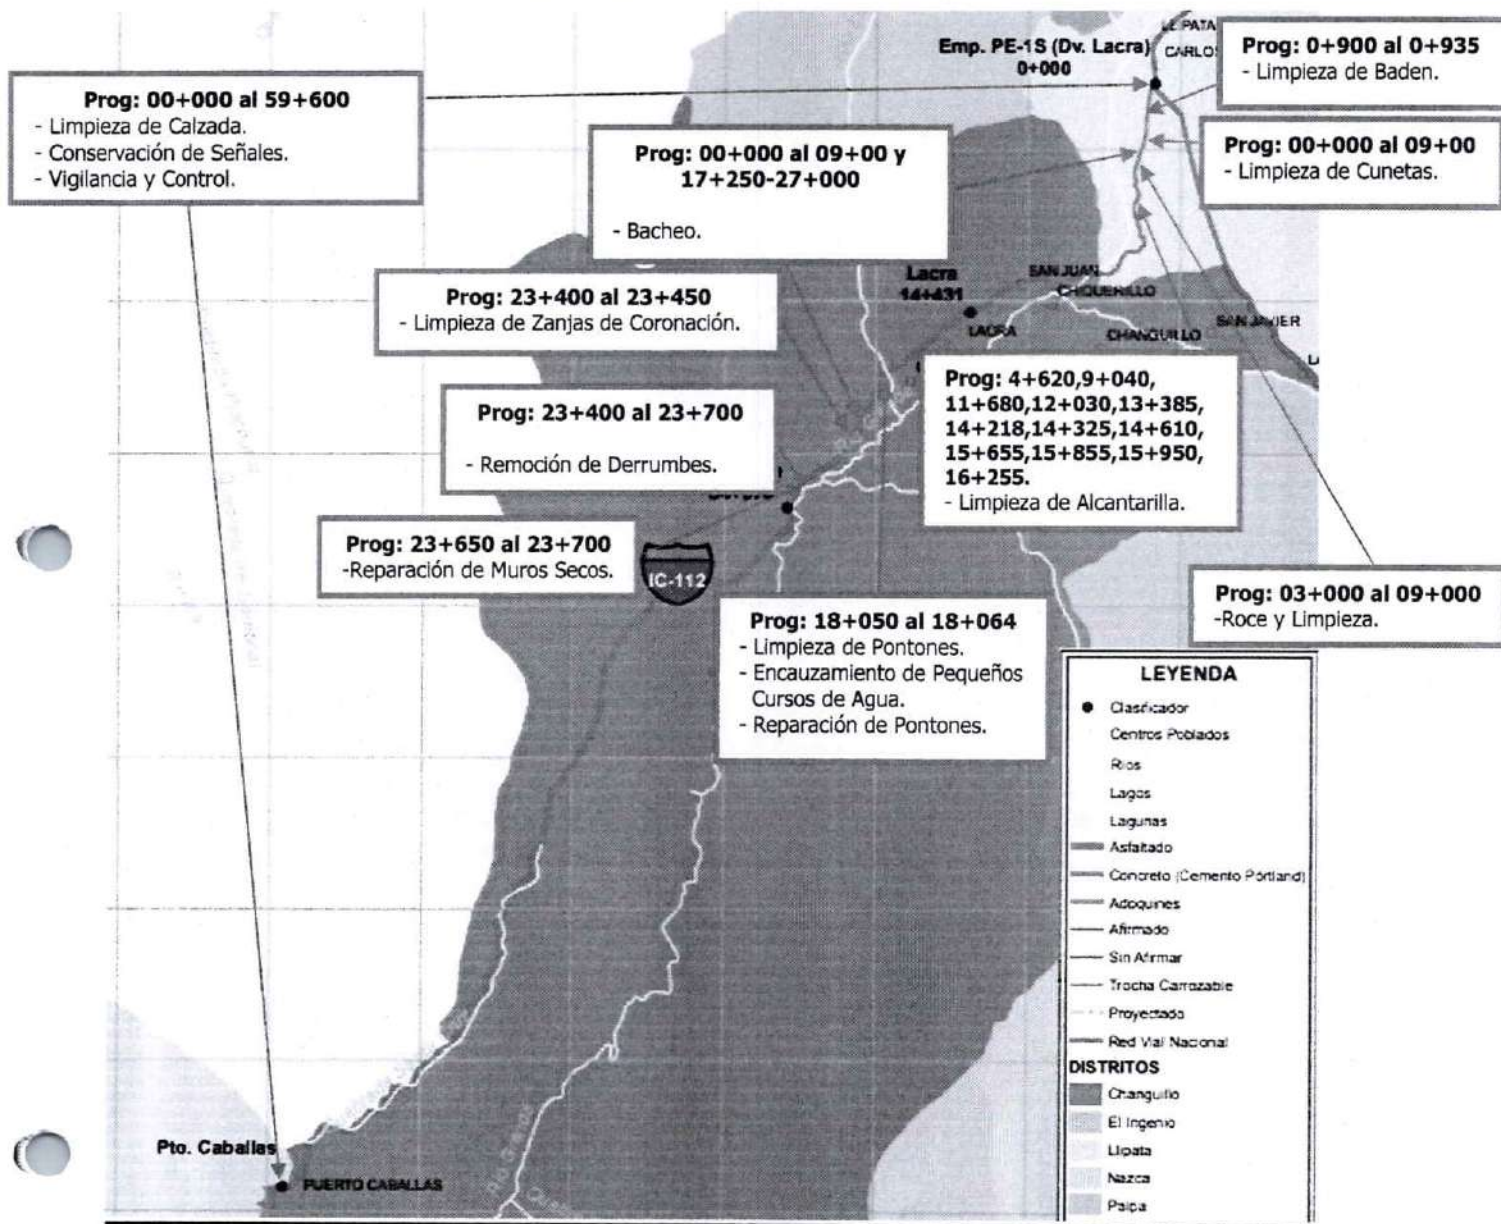 LE PATA
CARLOS
Emp. PE-1S (Dv. Lacra)
0+000
Prog: 0+900 al 0+935
- Limpieza de Baden.
Prog: 00+000 al 59+600
- Limpieza de Calzada.
- Conservación de Señales.
- Vigilancia y Control.
Prog: 00+000 al 09+00 y
17+250-27+000
- Bacheo.
Prog: 00+000 al 09+00
- Limpieza de Cunetas.
Prog: 23+400 al 23+450
- Limpieza de Zanjas de Coronación.
Lacra
14+431
LACRA
SAN JUAN
CHIQUERILLO
CHANGUILLO
SAN JAVIER
Prog: 23+400 al 23+700
- Remoción de Derrumbes.
Prog: 4+620,9+040,
11+680,12+030,13+385,
14+218,14+325,14+610,
15+655,15+855,15+950,
16+255.
- Limpieza de Alcantarilla.
Prog: 23+650 al 23+700
-Reparación de Muros Secos.
IC-112
Prog: 03+000 al 09+000
-Roce y Limpieza.
Prog: 18+050 al 18+064
- Limpieza de Pontones.
- Encauzamiento de Pequeños
Cursos de Agua.
- Reparación de Pontones.
LEYENDA
Clasificador
Centros Poblados
Rios
Lagos
Lagunas
Asfaltado
Concreto (Cemento Pórtland)
Adoquines
Afirmado
Sin Afirmar
Trocha Carrozable
Proyectado
Red Vial Nacional
DISTRITOS
Changuillo
El Ingenio
Llipata
Nazca
Palpa
Pto. Caballas
PUERTO CABALLAS
Rio Grande